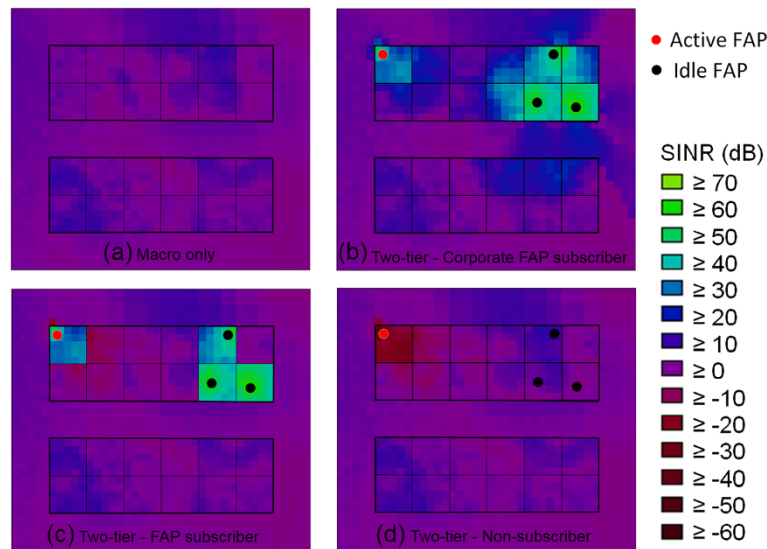 Active FAP
Idle FAP
(a) Macro only
(b) Two-tier - Corporate FAP subscriber
(c) Two-tier - FAP subscriber
(d) Two-tier - Non-subscriber
SINR (dB)
≥ 70
≥ 60
≥ 50
≥ 40
≥ 30
≥ 20
≥ 10
≥ 0
≥ -10
≥ -20
≥ -30
≥ -40
≥ -50
≥ -60